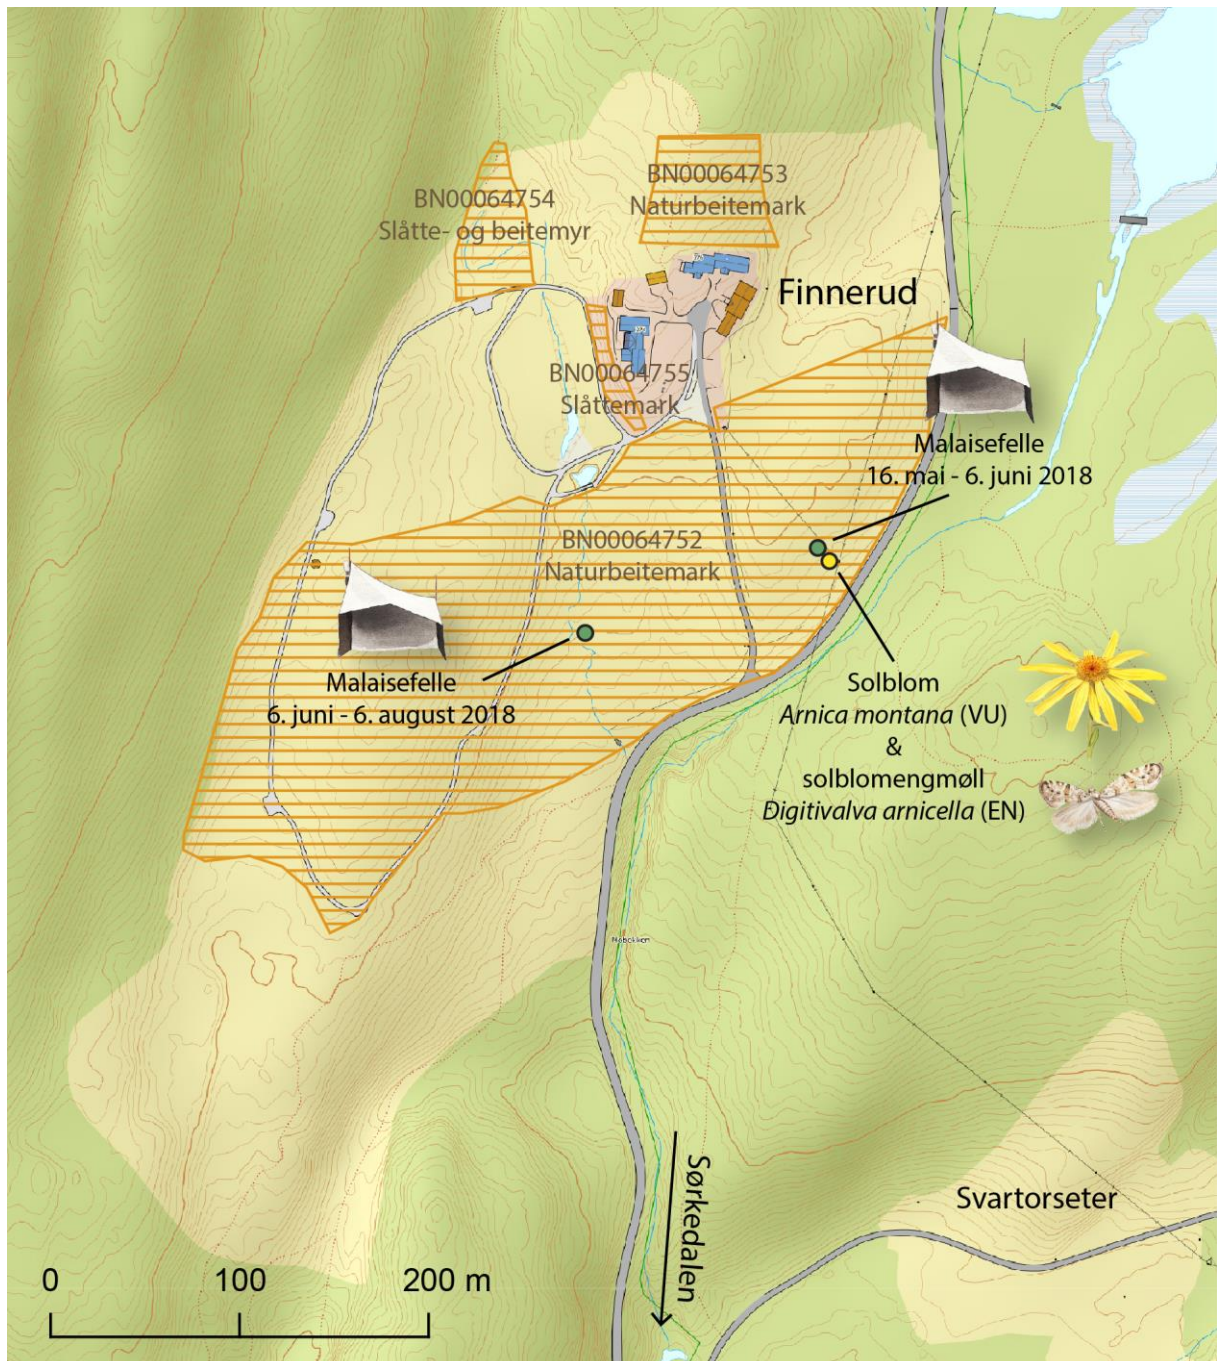 BN00064753
Naturbeitemark
BN00064754
Slåtte- og beitemyr
Finnerud
BN00064755
Slåttemark
Malaisefelle
16. mai - 6. juni 2018
BN00064752
Naturbeitemark
Malaisefelle
6. juni - 6. august 2018
Solblom
Arnica montana (VU)
&
solblomengmøll
Digitivalva arnicella (EN)
Sørkedalen
Svartorseter
0 100 200 m